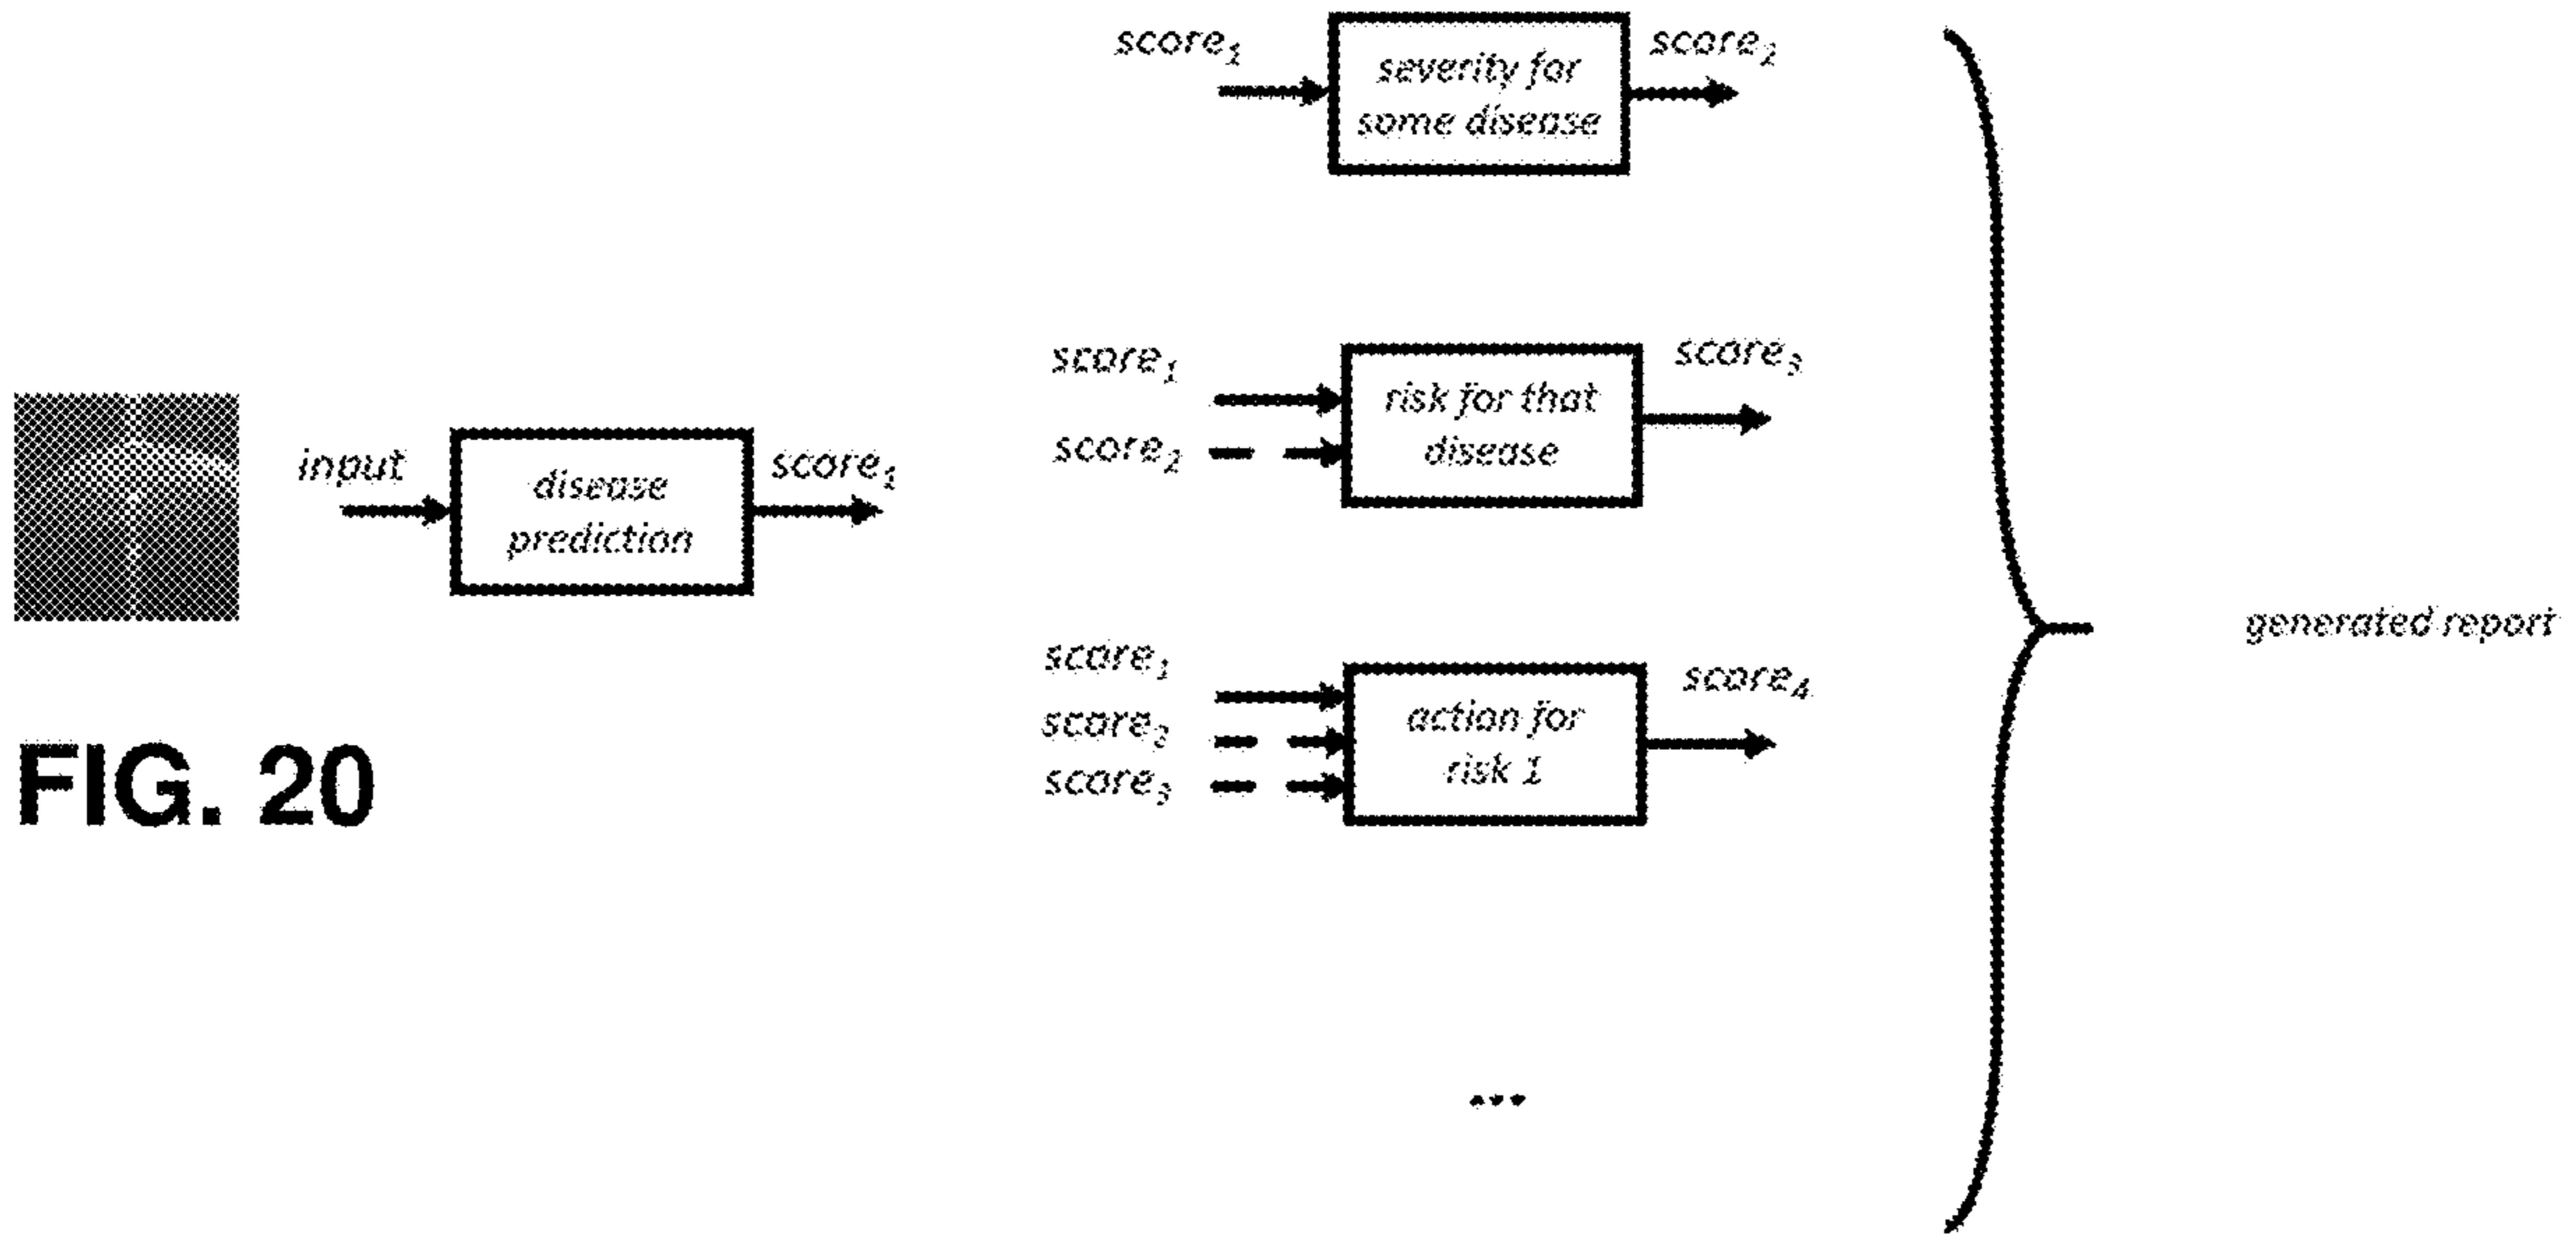 score₁
severity for
some disease
score₂
score₁
score₂
risk for that
disease
score₃
input
disease
prediction
score₁
generated report
score₁
score₂
score₃
action for
risk 1
score₄
FIG. 20
...